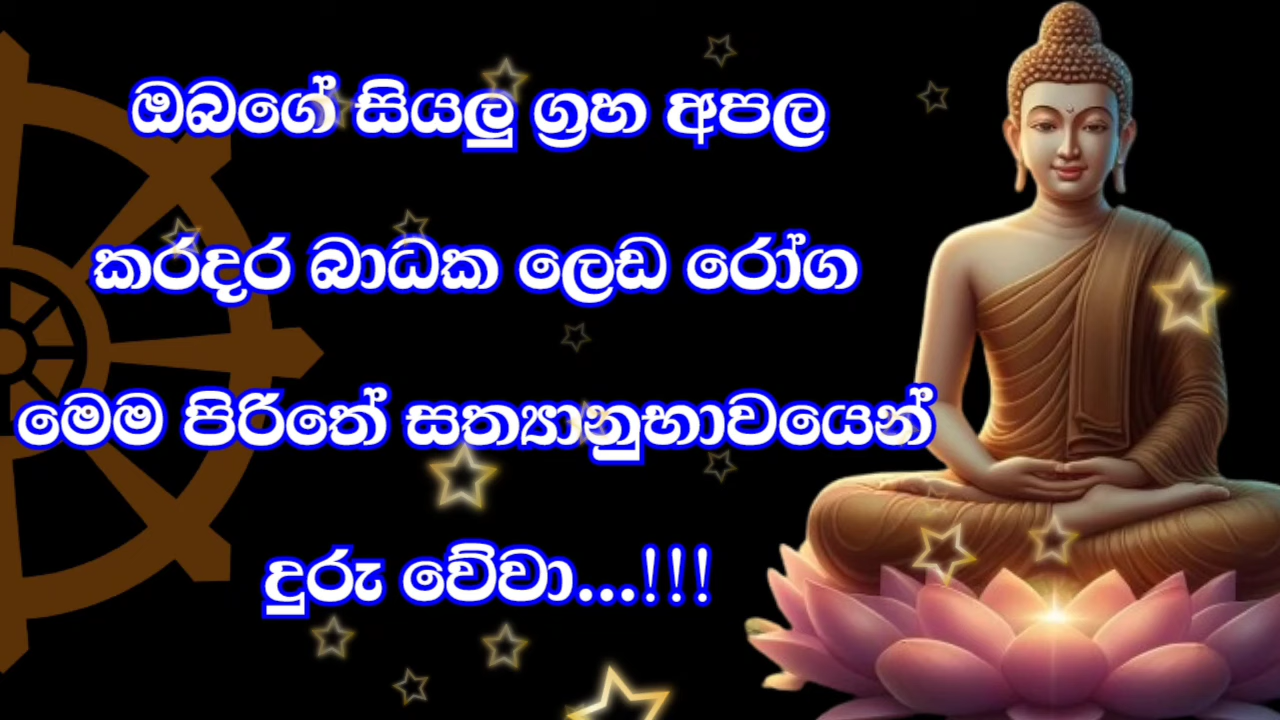 ඔබගේ සියලු ග්‍රහ අපල
කරදර බාධක ලෙඩ රෝග
මෙම පිරිතේ සත්‍යානුභාවයෙන්
දුරු වේවා...!!!